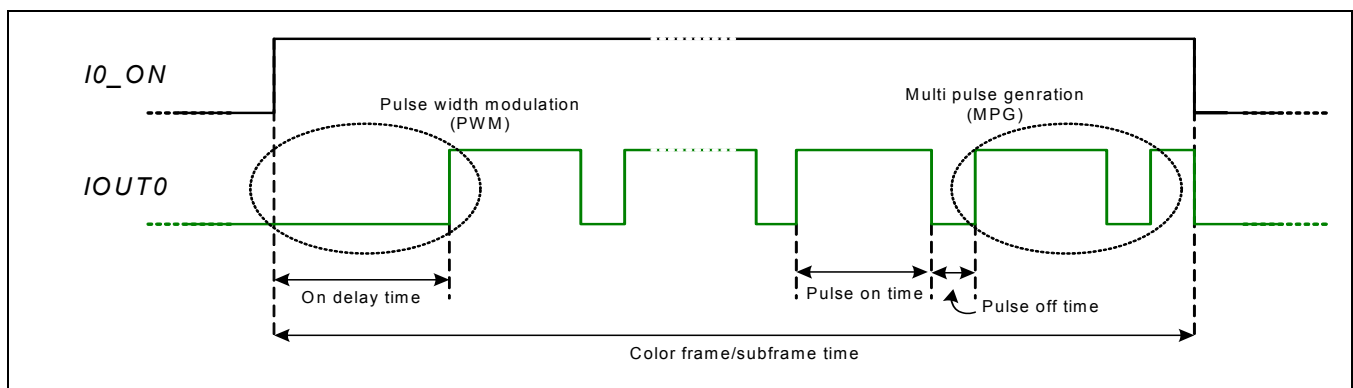 I0_ON
Pulse width modulation
(PWM)
Multi pulse genration
(MPG)
IOUT0
On delay time
Pulse on time
Pulse off time
Color frame/subframe time